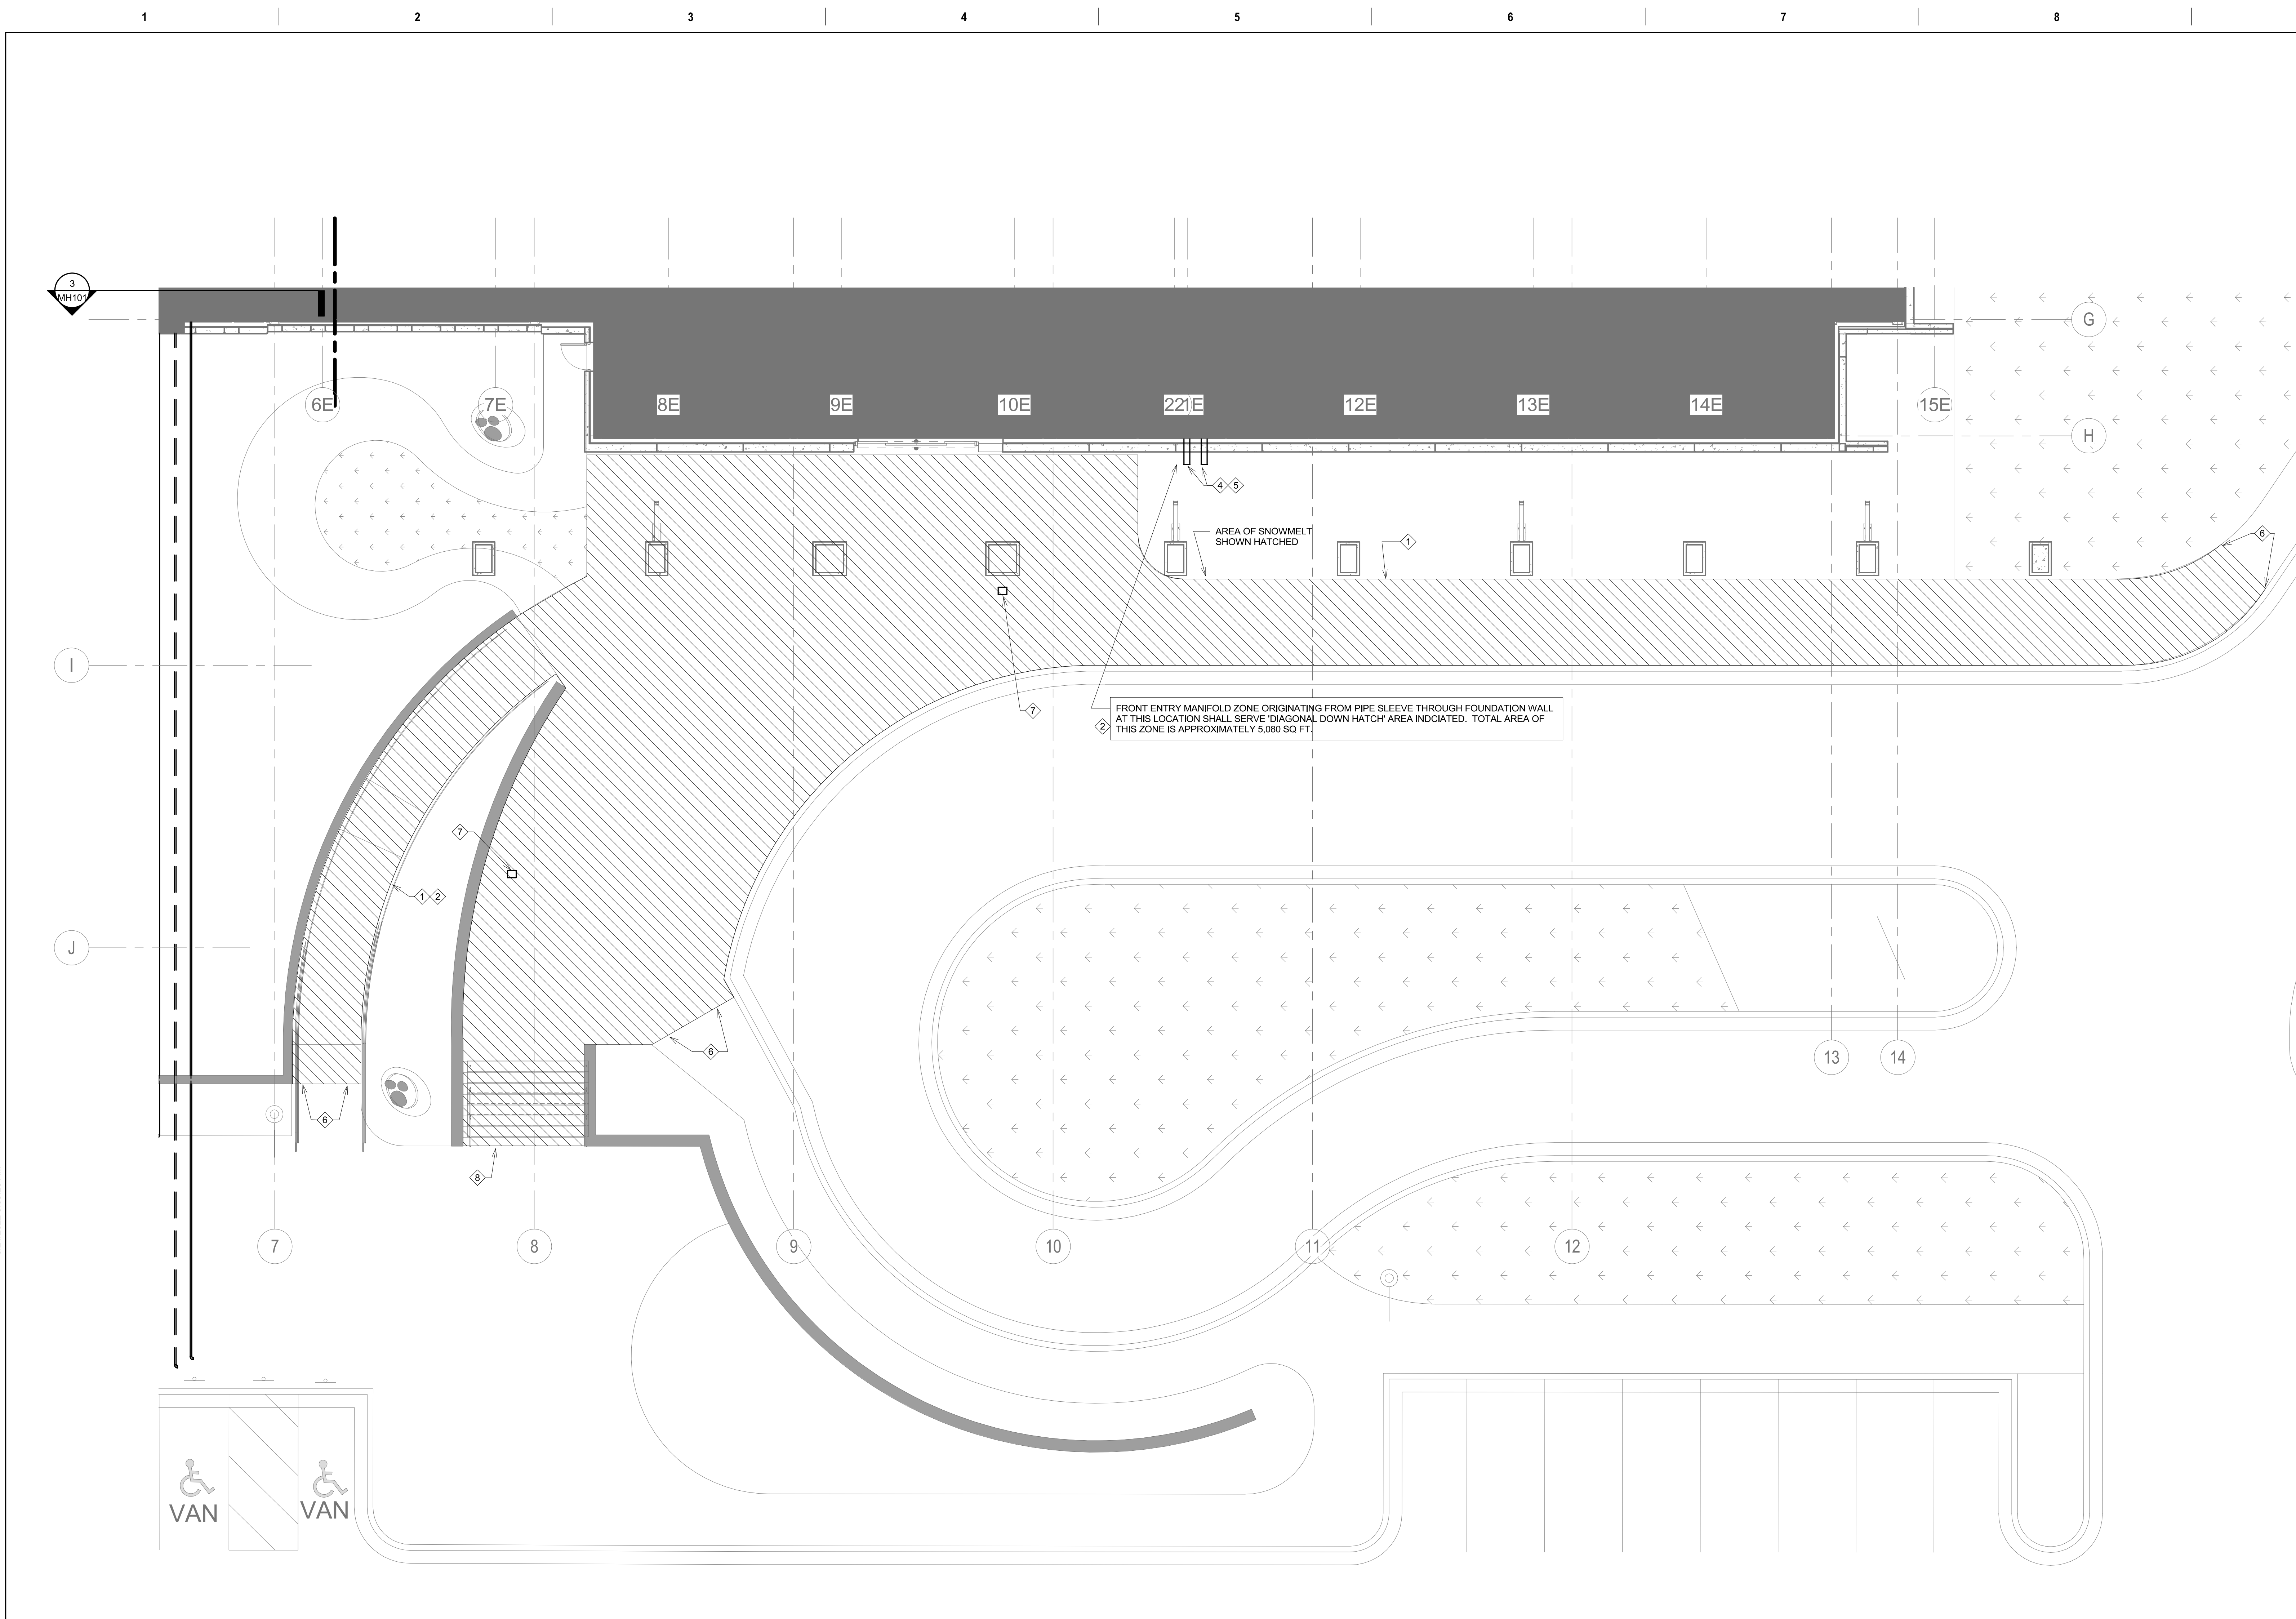 1 2 3 4 5 6 7 8
3
MH101
G
6E 7E 8E 9E 10E 12E 13E 14E 15E
H
4 5
AREA OF SNOWMELT
SHOWN HATCHED
1
6
I
FRONT ENTRY MANIFOLD ZONE ORIGINATING FROM PIPE SLEEVE THROUGH FOUNDATION WALL
AT THIS LOCATION SHALL SERVE 'DIAGONAL DOWN HATCH' AREA INDCIATED. TOTAL AREA OF
THIS ZONE IS APPROXIMATELY 5,080 SQ FT.
2
7
7
1 2
J
6
13 14
6
8
7 8 9 10 11 12
VAN VAN